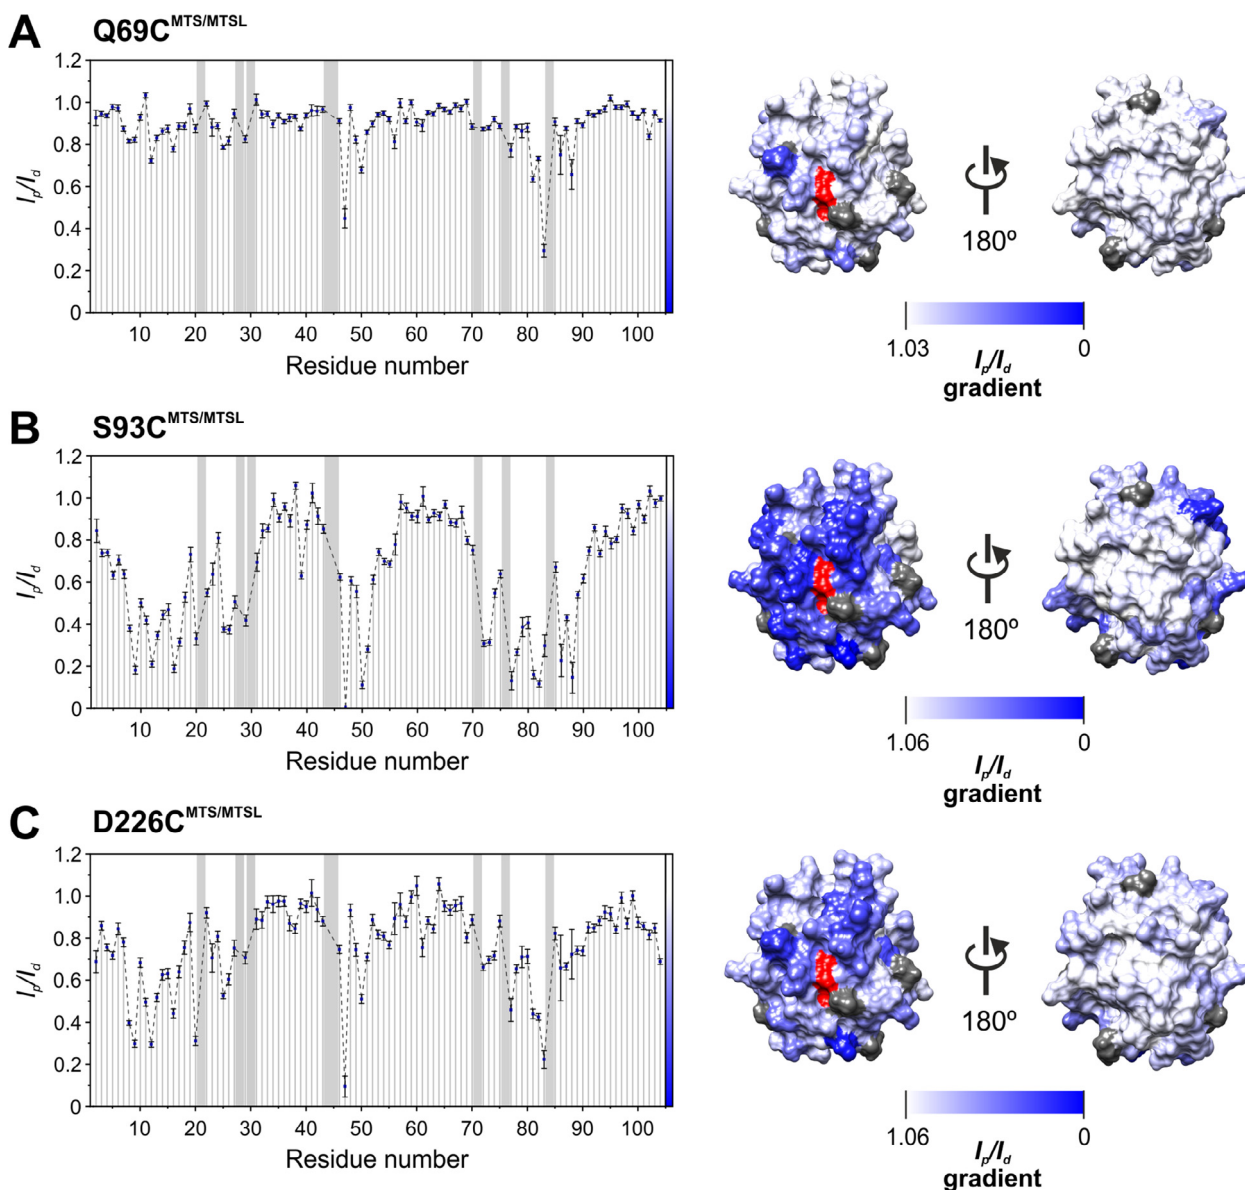 A
Q69C^MTS/MTSL
1.2
1.0
0.8
0.6
0.4
0.2
0
I_p/I_d
10 20 30 40 50 60 70 80 90 100
Residue number
180º
1.03 0
I_p/I_d
gradient
B
S93C^MTS/MTSL
1.2
1.0
0.8
0.6
0.4
0.2
0
I_p/I_d
10 20 30 40 50 60 70 80 90 100
Residue number
180º
1.06 0
I_p/I_d
gradient
C
D226C^MTS/MTSL
1.2
1.0
0.8
0.6
0.4
0.2
0
I_p/I_d
10 20 30 40 50 60 70 80 90 100
Residue number
180º
1.06 0
I_p/I_d
gradient